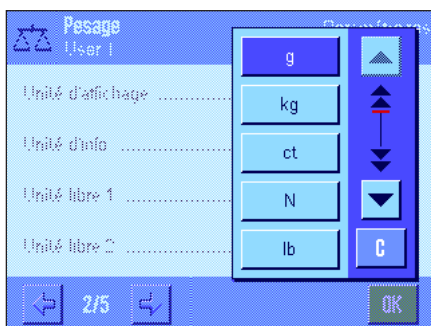 Pesage
User 1
Paramètres
g
Unité d'affichage
kg
Unité d'info
ct
Unité libre 1
N
Unité libre 2
lb
C
2/5
OK